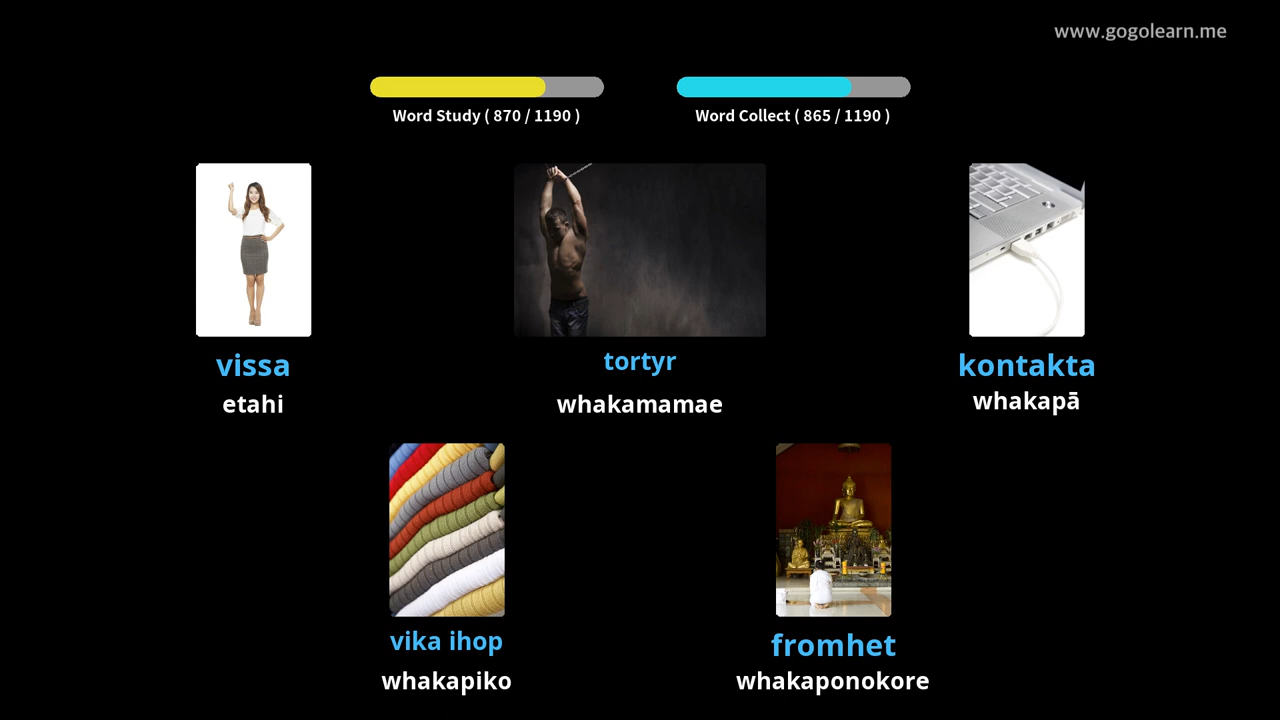 www.gogolearn.me
Word Study ( 870 / 1190 )
Word Collect ( 865 / 1190 )
vissa
etahi
tortyr
whakamamae
kontakta
whakapā
vika ihop
whakapiko
fromhet
whakaponokore